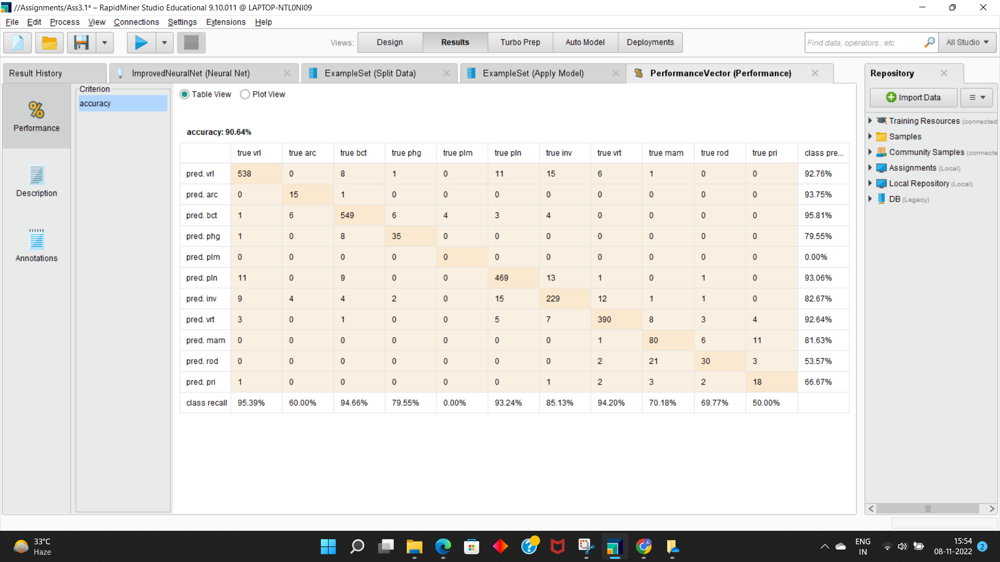 //Assignments/Ass3.1* – RapidMiner Studio Educational 9.10.011 @ LAPTOP-NTL0NI09
File Edit Process View Connections Settings Extensions Help
Views: Design Results Turbo Prep Auto Model Deployments
Find data, operators...etc All Studio
Result History ImprovedNeuralNet (Neural Net) ExampleSet (Split Data) ExampleSet (Apply Model) PerformanceVector (Performance) Repository
Criterion
accuracy
Performance
Description
Annotations
Table View Plot View
accuracy: 90.64%
true vrl true arc true bct true phg true plm true pln true inv true vrt true mam true rod true pri class pre...
pred. vrl 538 0 8 1 0 11 15 6 1 0 0 92.76%
pred. arc 0 15 1 0 0 0 0 0 0 0 0 93.75%
pred. bct 1 6 549 6 4 3 4 0 0 0 0 95.81%
pred. phg 1 0 8 35 0 0 0 0 0 0 0 79.55%
pred. plm 0 0 0 0 0 0 0 0 0 0 0 0.00%
pred. pln 11 0 9 0 0 469 13 1 0 1 0 93.06%
pred. inv 9 4 4 2 0 15 229 12 1 1 0 82.67%
pred. vrt 3 0 1 0 0 5 7 390 8 3 4 92.64%
pred. mam 0 0 0 0 0 0 0 1 80 6 11 81.63%
pred. rod 0 0 0 0 0 0 0 2 21 30 3 53.57%
pred. pri 1 0 0 0 0 0 1 2 3 2 18 66.67%
class recall 95.39% 60.00% 94.66% 79.55% 0.00% 93.24% 85.13% 94.20% 70.18% 69.77% 50.00%
Import Data
Training Resources (connected
Samples
Community Samples (connecte
Assignments (Local)
Local Repository (Local)
DB (Legacy)
33°C
Haze
ENG
IN
15:54
08-11-2022
2